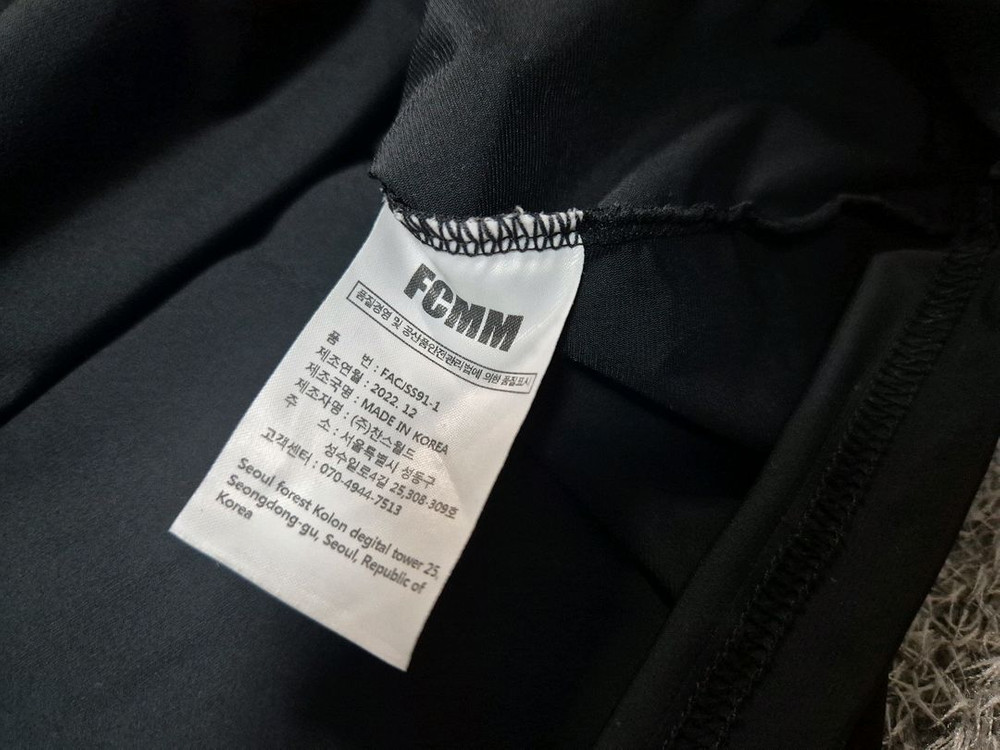 FCMM
품질경영 및 공산품안전관리법에 의한 품질표시
품 번 : FACJSS91-1
제조연월 : 2022. 12
제조국명 : MADE IN KOREA
제조자명 : (주)찬스월드
주 소 : 서울특별시 성동구
성수일로4길 25,308-309호
고객센터 : 070-4944-7513
Seoul forest Kolon degital tower 25,
Seongdong-gu, Seoul, Republic of
Korea